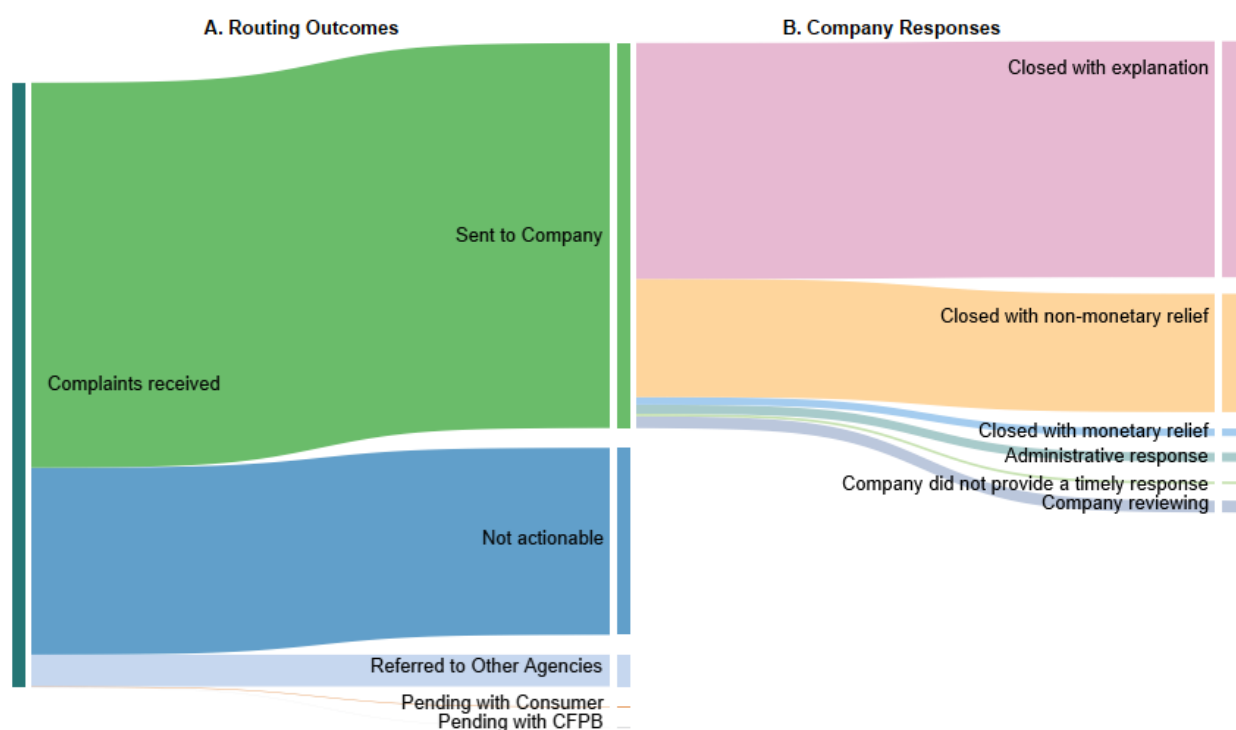 A. Routing Outcomes
B. Company Responses
Complaints received
Sent to Company
Not actionable
Referred to Other Agencies
Pending with Consumer
Pending with CFPB
Closed with explanation
Closed with non-monetary relief
Closed with monetary relief
Administrative response
Company did not provide a timely response
Company reviewing